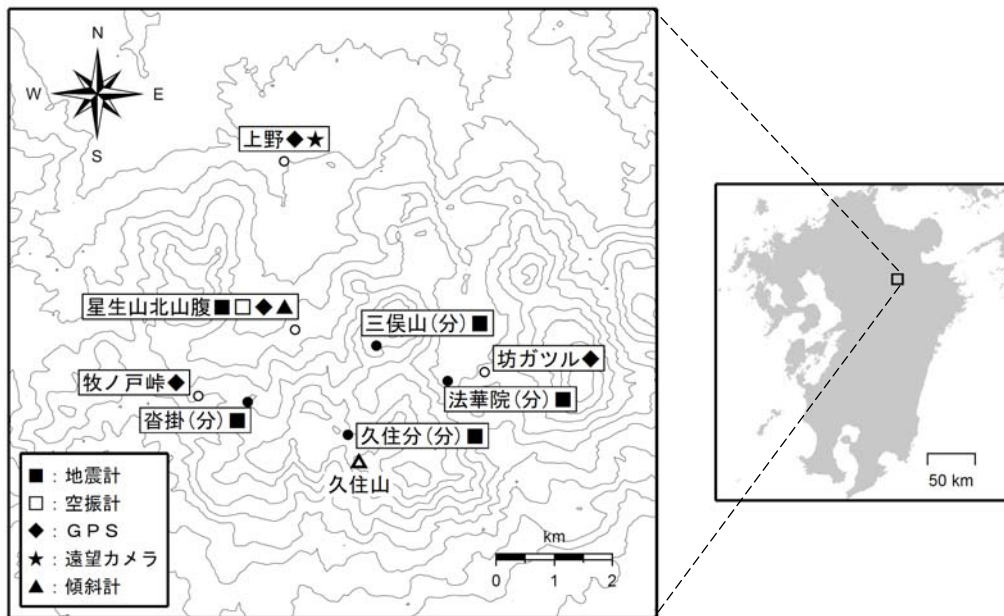 N
W E
S
上野◆★
星生山北山腹■□◆▲
三俣山(分)■
坊ガツル◆
牧ノ戸峠◆
法華院(分)■
沓掛(分)■
久住分(分)■
久住山
■:地震計
□:空振計
◆:GPS
★:遠望カメラ
▲:傾斜計
km
0 1 2
50 km